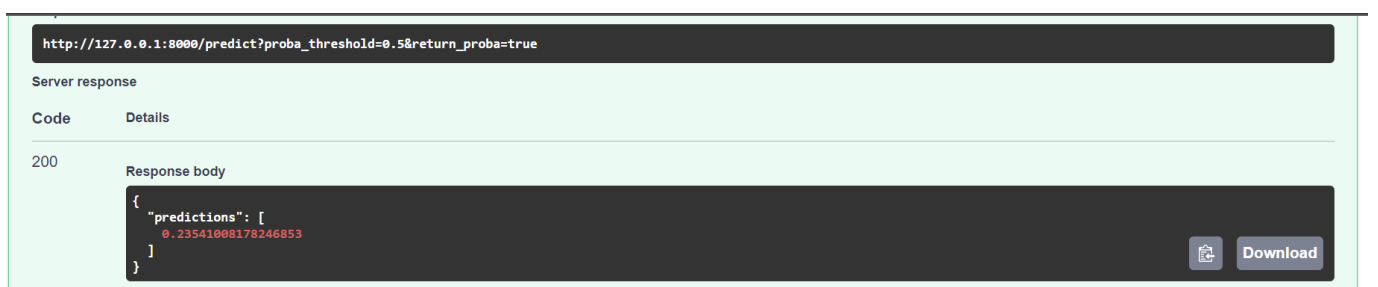 http://127.0.0.1:8000/predict?proba_threshold=0.5&return_proba=true
Server response
Code Details
200
Response body
{
"predictions": [
0.23541008178246853
]
}
Download